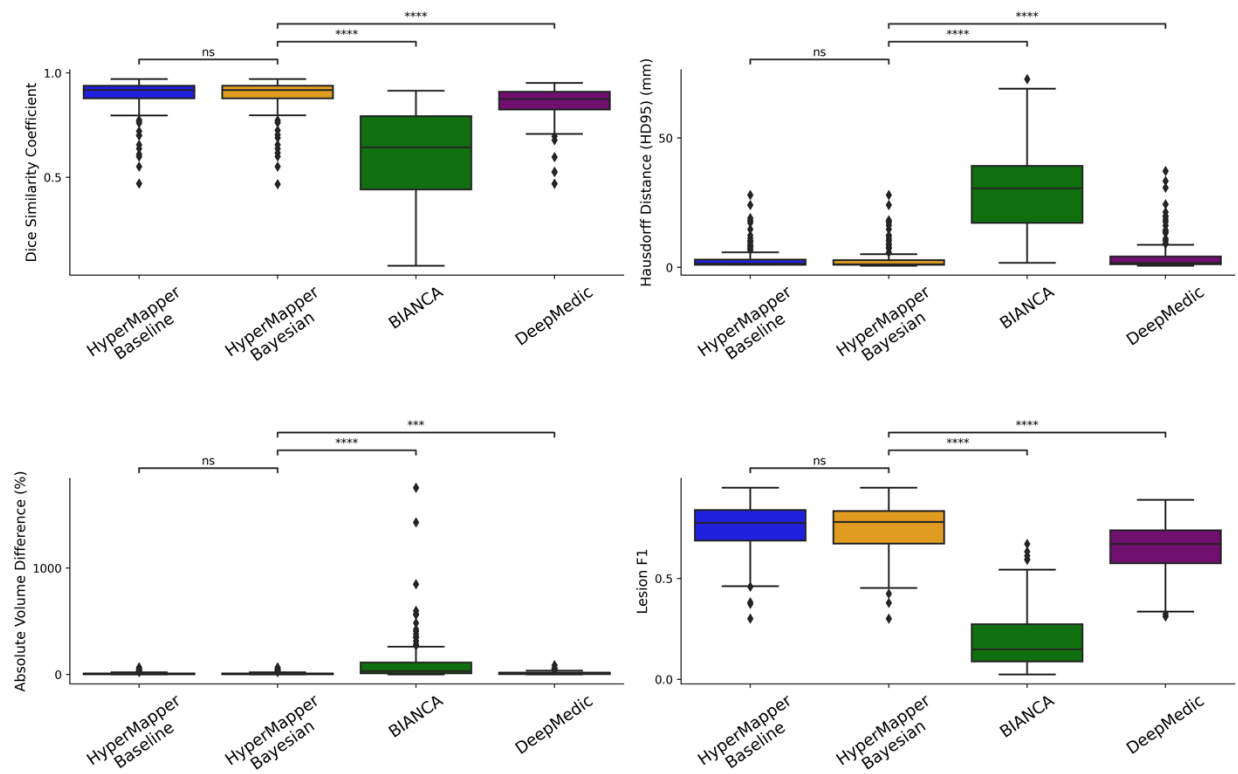 ****
****
ns
1.0
0.5
Dice Similarity Coefficient
HyperMapper
Baseline
HyperMapper
Bayesian
BIANCA
DeepMedic
****
****
ns
50
0
Hausdorff Distance (HD95) (mm)
HyperMapper
Baseline
HyperMapper
Bayesian
BIANCA
DeepMedic
***
****
ns
1000
0
Absolute Volume Difference (%)
HyperMapper
Baseline
HyperMapper
Bayesian
BIANCA
DeepMedic
****
****
ns
0.5
0.0
Lesion F1
HyperMapper
Baseline
HyperMapper
Bayesian
BIANCA
DeepMedic